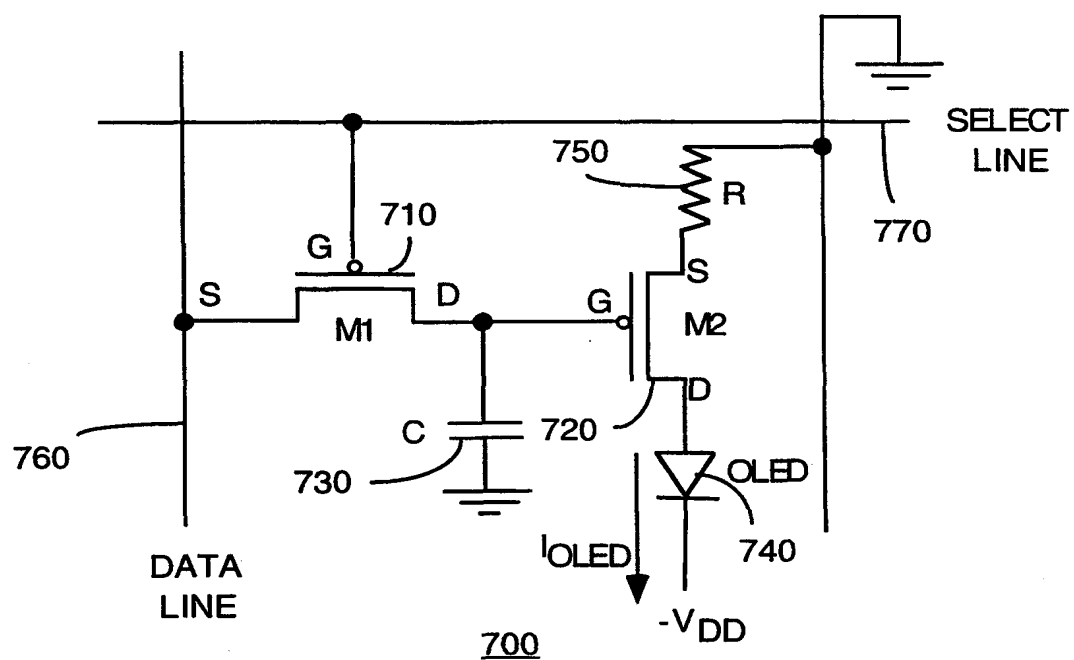 SELECT
LINE
750
R
770
710
G
S
D
M1
S
G
M2
D
C
720
760
730
OLED
740
IOLED
DATA
LINE
-VDD
700